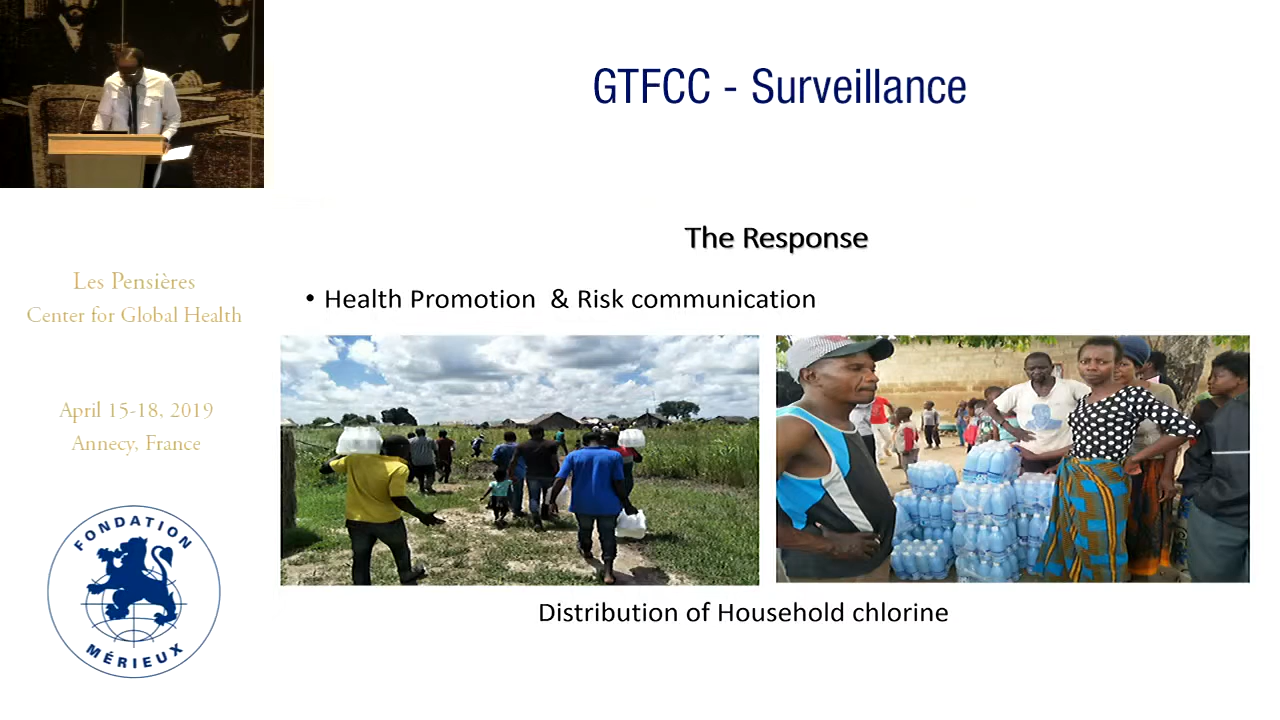 GTFCC - Surveillance
The Response
• Health Promotion & Risk communication
Distribution of Household chlorine
Les Pensières
Center for Global Health
April 15-18, 2019
Annecy, France
FONDATION
MÉRIEUX